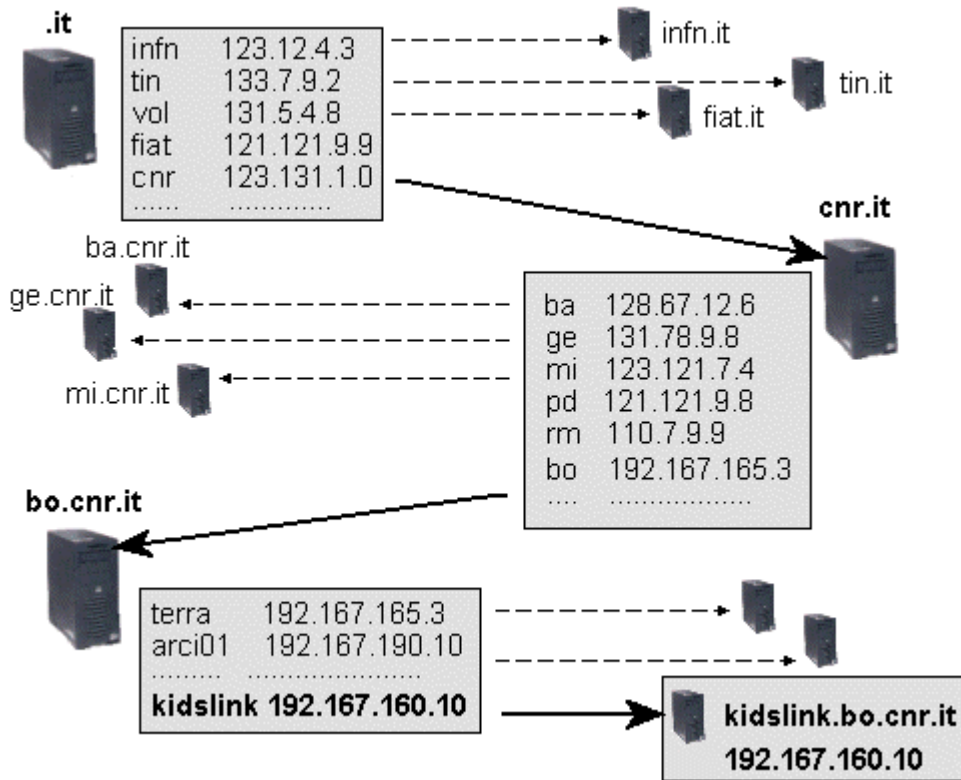 .it
infn 123.12.4.3
tin 133.7.9.2
vol 131.5.4.8
fiat 121.121.9.9
cnr 123.131.1.0
...... .............
infn.it
tin.it
fiat.it
cnr.it
ba.cnr.it
ge.cnr.it
mi.cnr.it
ba 128.67.12.6
ge 131.78.9.8
mi 123.121.7.4
pd 121.121.9.8
rm 110.7.9.9
bo 192.167.165.3
.... ..................
bo.cnr.it
terra 192.167.165.3
arci01 192.167.190.10
......... ......................
kidslink 192.167.160.10
kidslink.bo.cnr.it
192.167.160.10